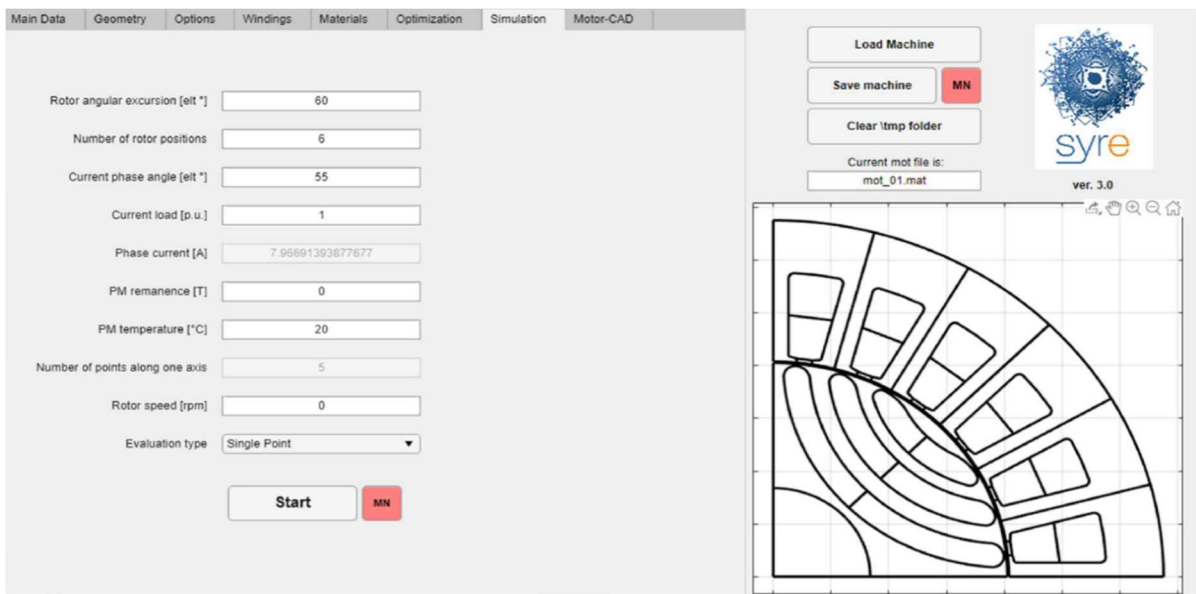 Main Data Geometry Options Windings Materials Optimization Simulation Motor-CAD
Rotor angular excursion [elt °] 60
Number of rotor positions 6
Current phase angle [elt °] 55
Current load [p.u.] 1
Phase current [A] 7.96691393877677
PM remanence [T] 0
PM temperature [°C] 20
Number of points along one axis 5
Rotor speed [rpm] 0
Evaluation type Single Point
Start MN
Load Machine
Save machine MN
Clear \tmp folder
Current mot file is:
mot_01.mat
syre
ver. 3.0